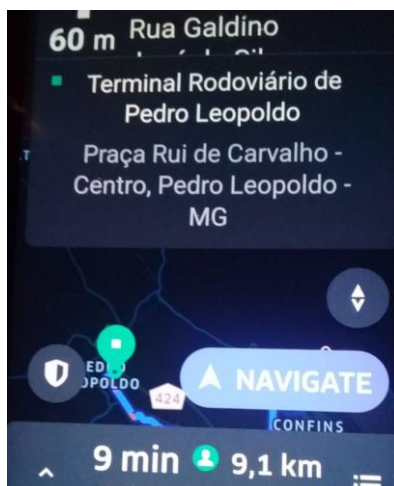 60 m Rua Galdino
Terminal Rodoviário de
Pedro Leopoldo
Praça Rui de Carvalho -
Centro, Pedro Leopoldo -
MG
NAVIGATE
424
CONFINS
9 min 9,1 km